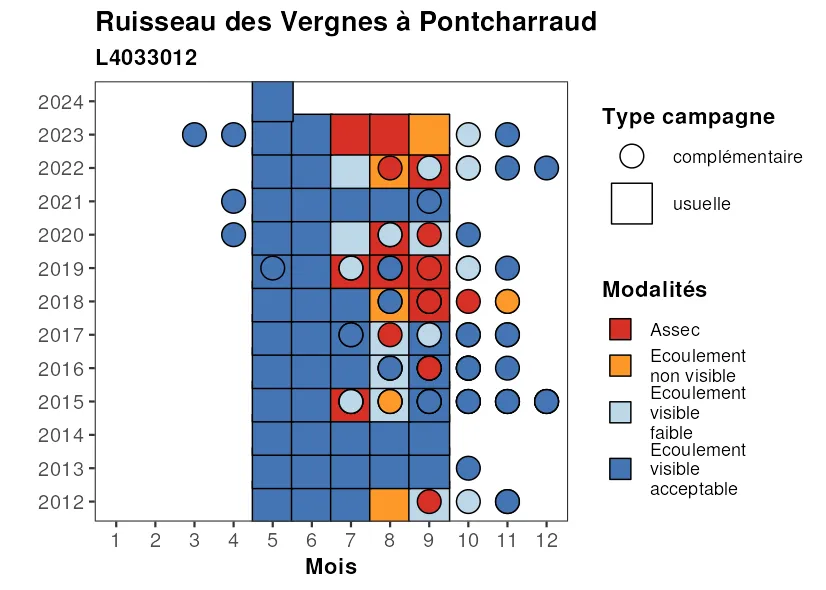 Ruisseau des Vergnes à Pontcharraud
L4033012
2024
2023
2022
2021
2020
2019
2018
2017
2016
2015
2014
2013
2012
1 2 3 4 5 6 7 8 9 10 11 12
Mois
Type campagne
complémentaire
usuelle
Modalités
Assec
Ecoulement
non visible
Ecoulement
visible
faible
Ecoulement
visible
acceptable